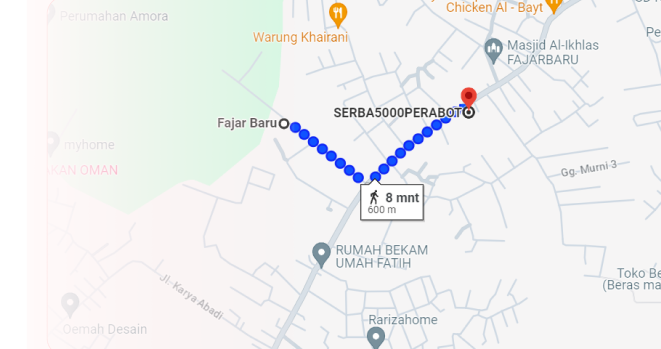 Perumahan Amora
Chicken Al - Bayt
Warung Khairani
Masjid Al-Ikhlas
FAJARBARU
SERBA5000PERABOT
Fajar Baru
myhome
AKAN OMAN
Gg. Murni 3
8 mnt
600 m
RUMAH BEKAM
UMAH FATIH
Toko Be
(Beras ma
Jl. Karya Abadi
Oemah Desain
Rarizahome